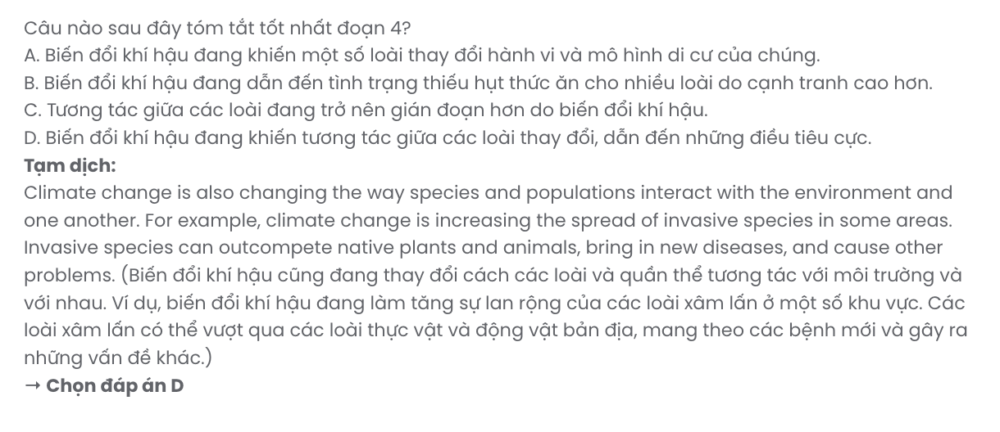 Câu nào sau đây tóm tắt tốt nhất đoạn 4?
A. Biến đổi khí hậu đang khiến một số loài thay đổi hành vi và mô hình di cư của chúng.
B. Biến đổi khí hậu đang dẫn đến tình trạng thiếu hụt thức ăn cho nhiều loài do cạnh tranh cao hơn.
C. Tương tác giữa các loài đang trở nên gián đoạn hơn do biến đổi khí hậu.
D. Biến đổi khí hậu đang khiến tương tác giữa các loài thay đổi, dẫn đến những điều tiêu cực.
Tạm dịch:
Climate change is also changing the way species and populations interact with the environment and
one another. For example, climate change is increasing the spread of invasive species in some areas.
Invasive species can outcompete native plants and animals, bring in new diseases, and cause other
problems. (Biến đổi khí hậu cũng đang thay đổi cách các loài và quần thể tương tác với môi trường và
với nhau. Ví dụ, biến đổi khí hậu đang làm tăng sự lan rộng của các loài xâm lấn ở một số khu vực. Các
loài xâm lấn có thể vượt qua các loài thực vật và động vật bản địa, mang theo các bệnh mới và gây ra
những vấn đề khác.)
→ Chọn đáp án D